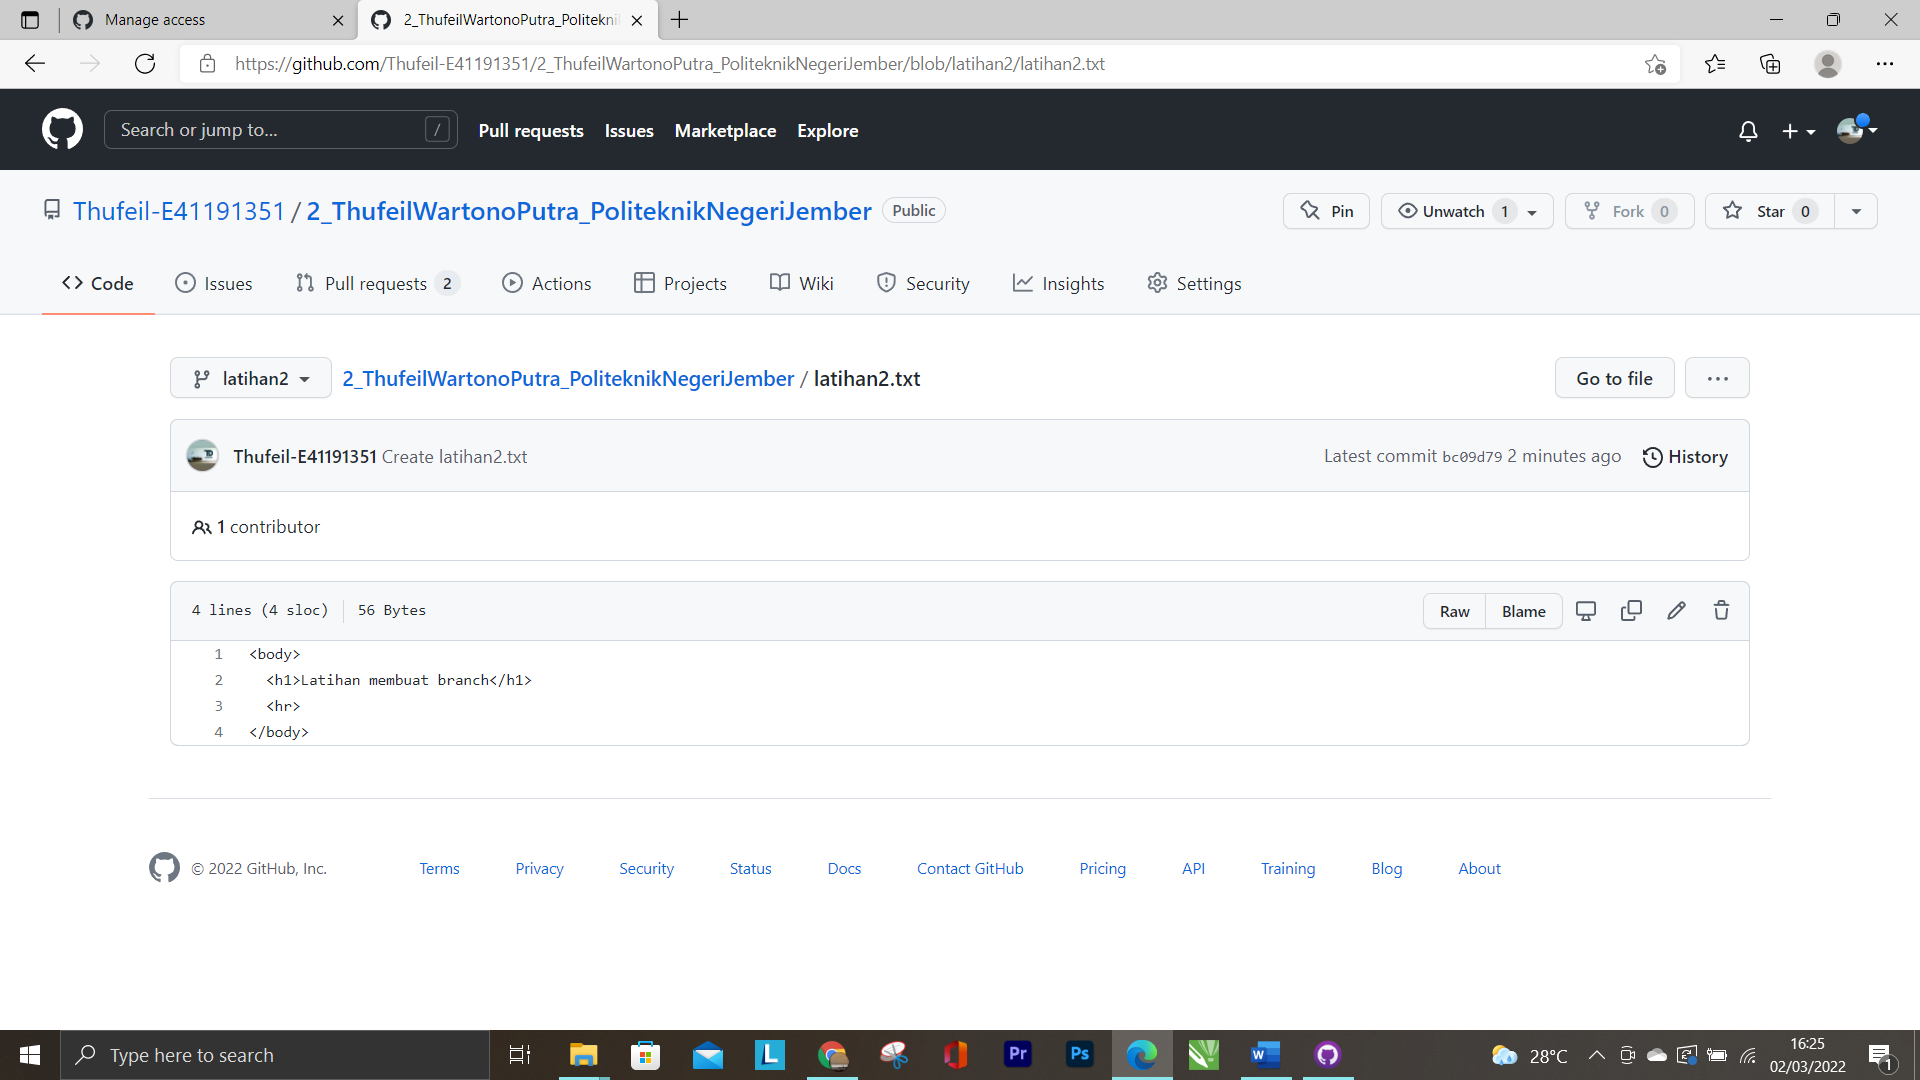 Manage access
2_ThufeilWartonoPutra_Politekni
https://github.com/Thufeil-E41191351/2_ThufeilWartonoPutra_PoliteknikNegeriJember/blob/latihan2/latihan2.txt
Search or jump to... / Pull requests Issues Marketplace Explore
Thufeil-E41191351 / 2_ThufeilWartonoPutra_PoliteknikNegeriJember Public Pin Unwatch 1 Fork 0 Star 0
Code Issues Pull requests 2 Actions Projects Wiki Security Insights Settings
latihan2 2_ThufeilWartonoPutra_PoliteknikNegeriJember / latihan2.txt Go to file
Thufeil-E41191351 Create latihan2.txt Latest commit bc09d79 2 minutes ago History
1 contributor
4 lines (4 sloc) 56 Bytes Raw Blame
1 <body>
2 <h1>Latihan membuat branch</h1>
3 <hr>
4 </body>
© 2022 GitHub, Inc. Terms Privacy Security Status Docs Contact GitHub Pricing API Training Blog About
Type here to search L Pr Ps W 28°C 16:25
02/03/2022 1